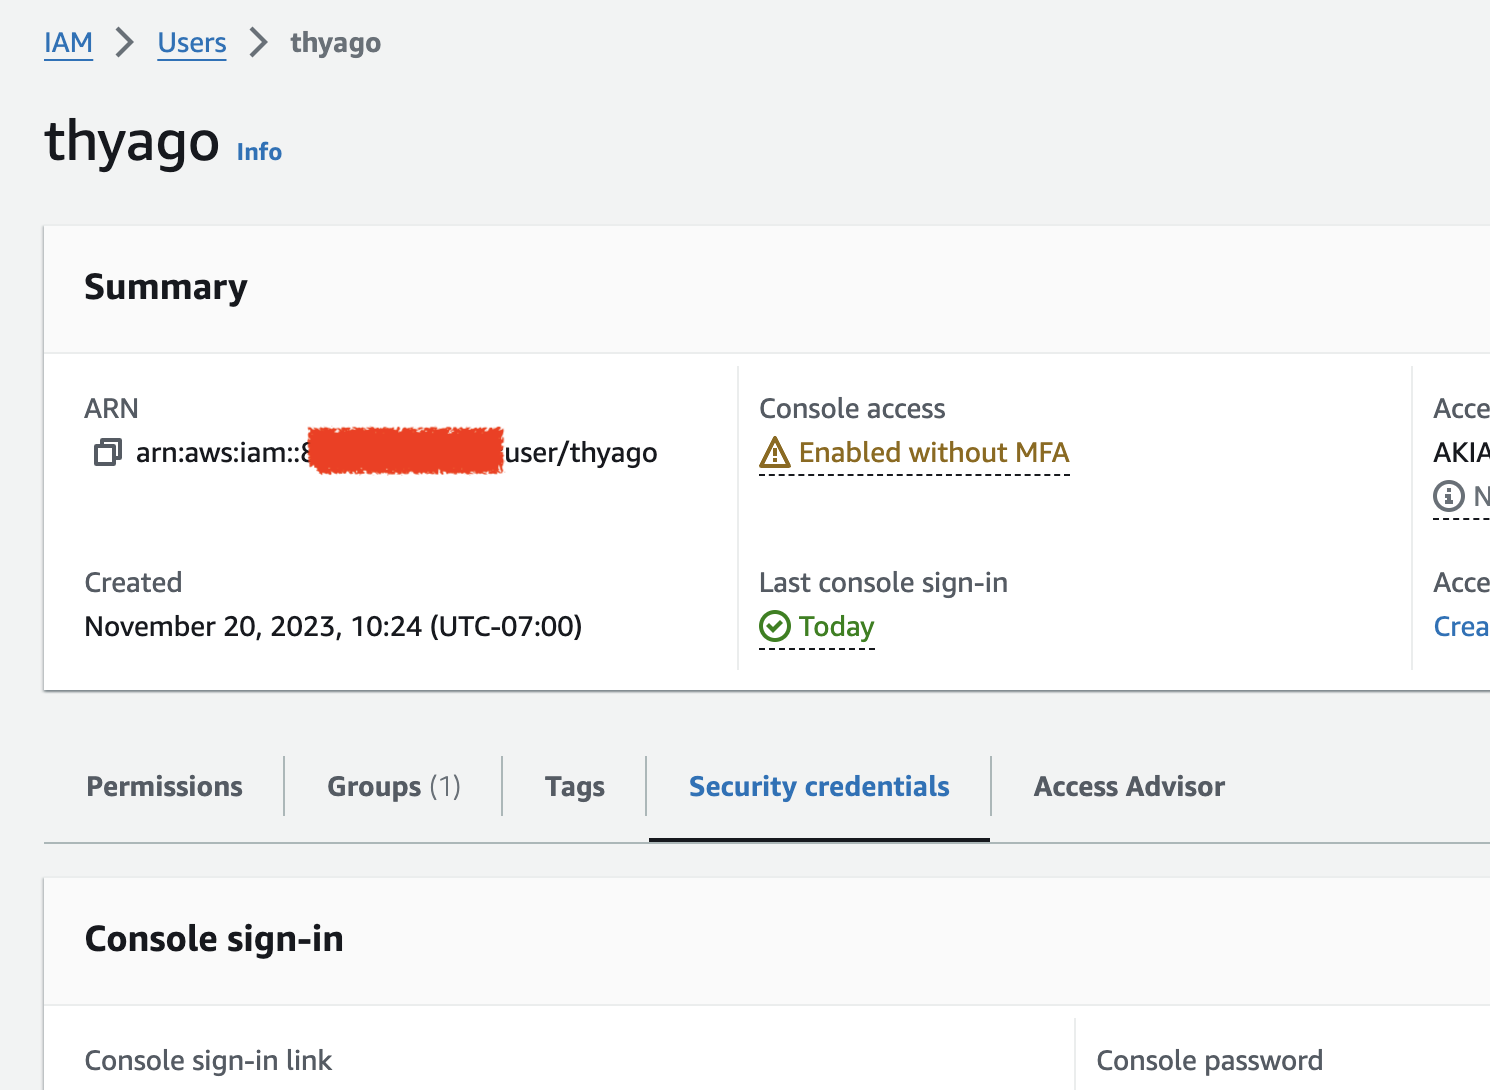 IAM > Users > thyago
thyago Info
Summary
ARN
arn:aws:iam::8 user/thyago
Created
November 20, 2023, 10:24 (UTC-07:00)
Console access
Enabled without MFA
Last console sign-in
Today
Acce
AKIA
N
Acce
Crea
Permissions
Groups (1)
Tags
Security credentials
Access Advisor
Console sign-in
Console sign-in link
Console password